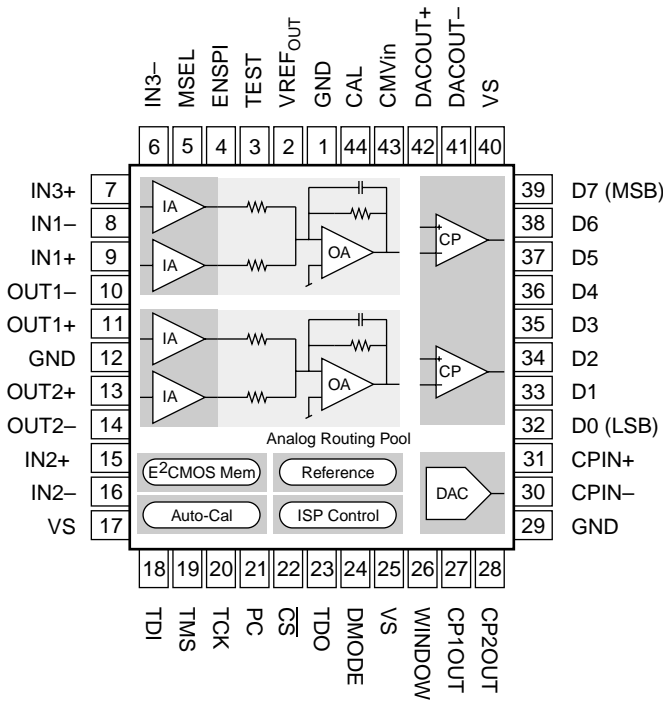 IN3–
MSEL
ENSPI
TEST
VREFOUT
GND
CAL
CMVin
DACOUT+
DACOUT–
VS
6 5 4 3 2 1 44 43 42 41 40
IN3+ 7
IN1– 8
IN1+ 9
OUT1– 10
OUT1+ 11
GND 12
OUT2+ 13
OUT2– 14
IN2+ 15
IN2– 16
VS 17
IA
IA
OA
CP
IA
IA
OA
CP
Analog Routing Pool
E2CMOS Mem
Reference
Auto-Cal
ISP Control
DAC
39 D7 (MSB)
38 D6
37 D5
36 D4
35 D3
34 D2
33 D1
32 D0 (LSB)
31 CPIN+
30 CPIN–
29 GND
18 19 20 21 22 23 24 25 26 27 28
TDI
TMS
TCK
PC
CS
TDO
DMODE
VS
WINDOW
CP1OUT
CP2OUT